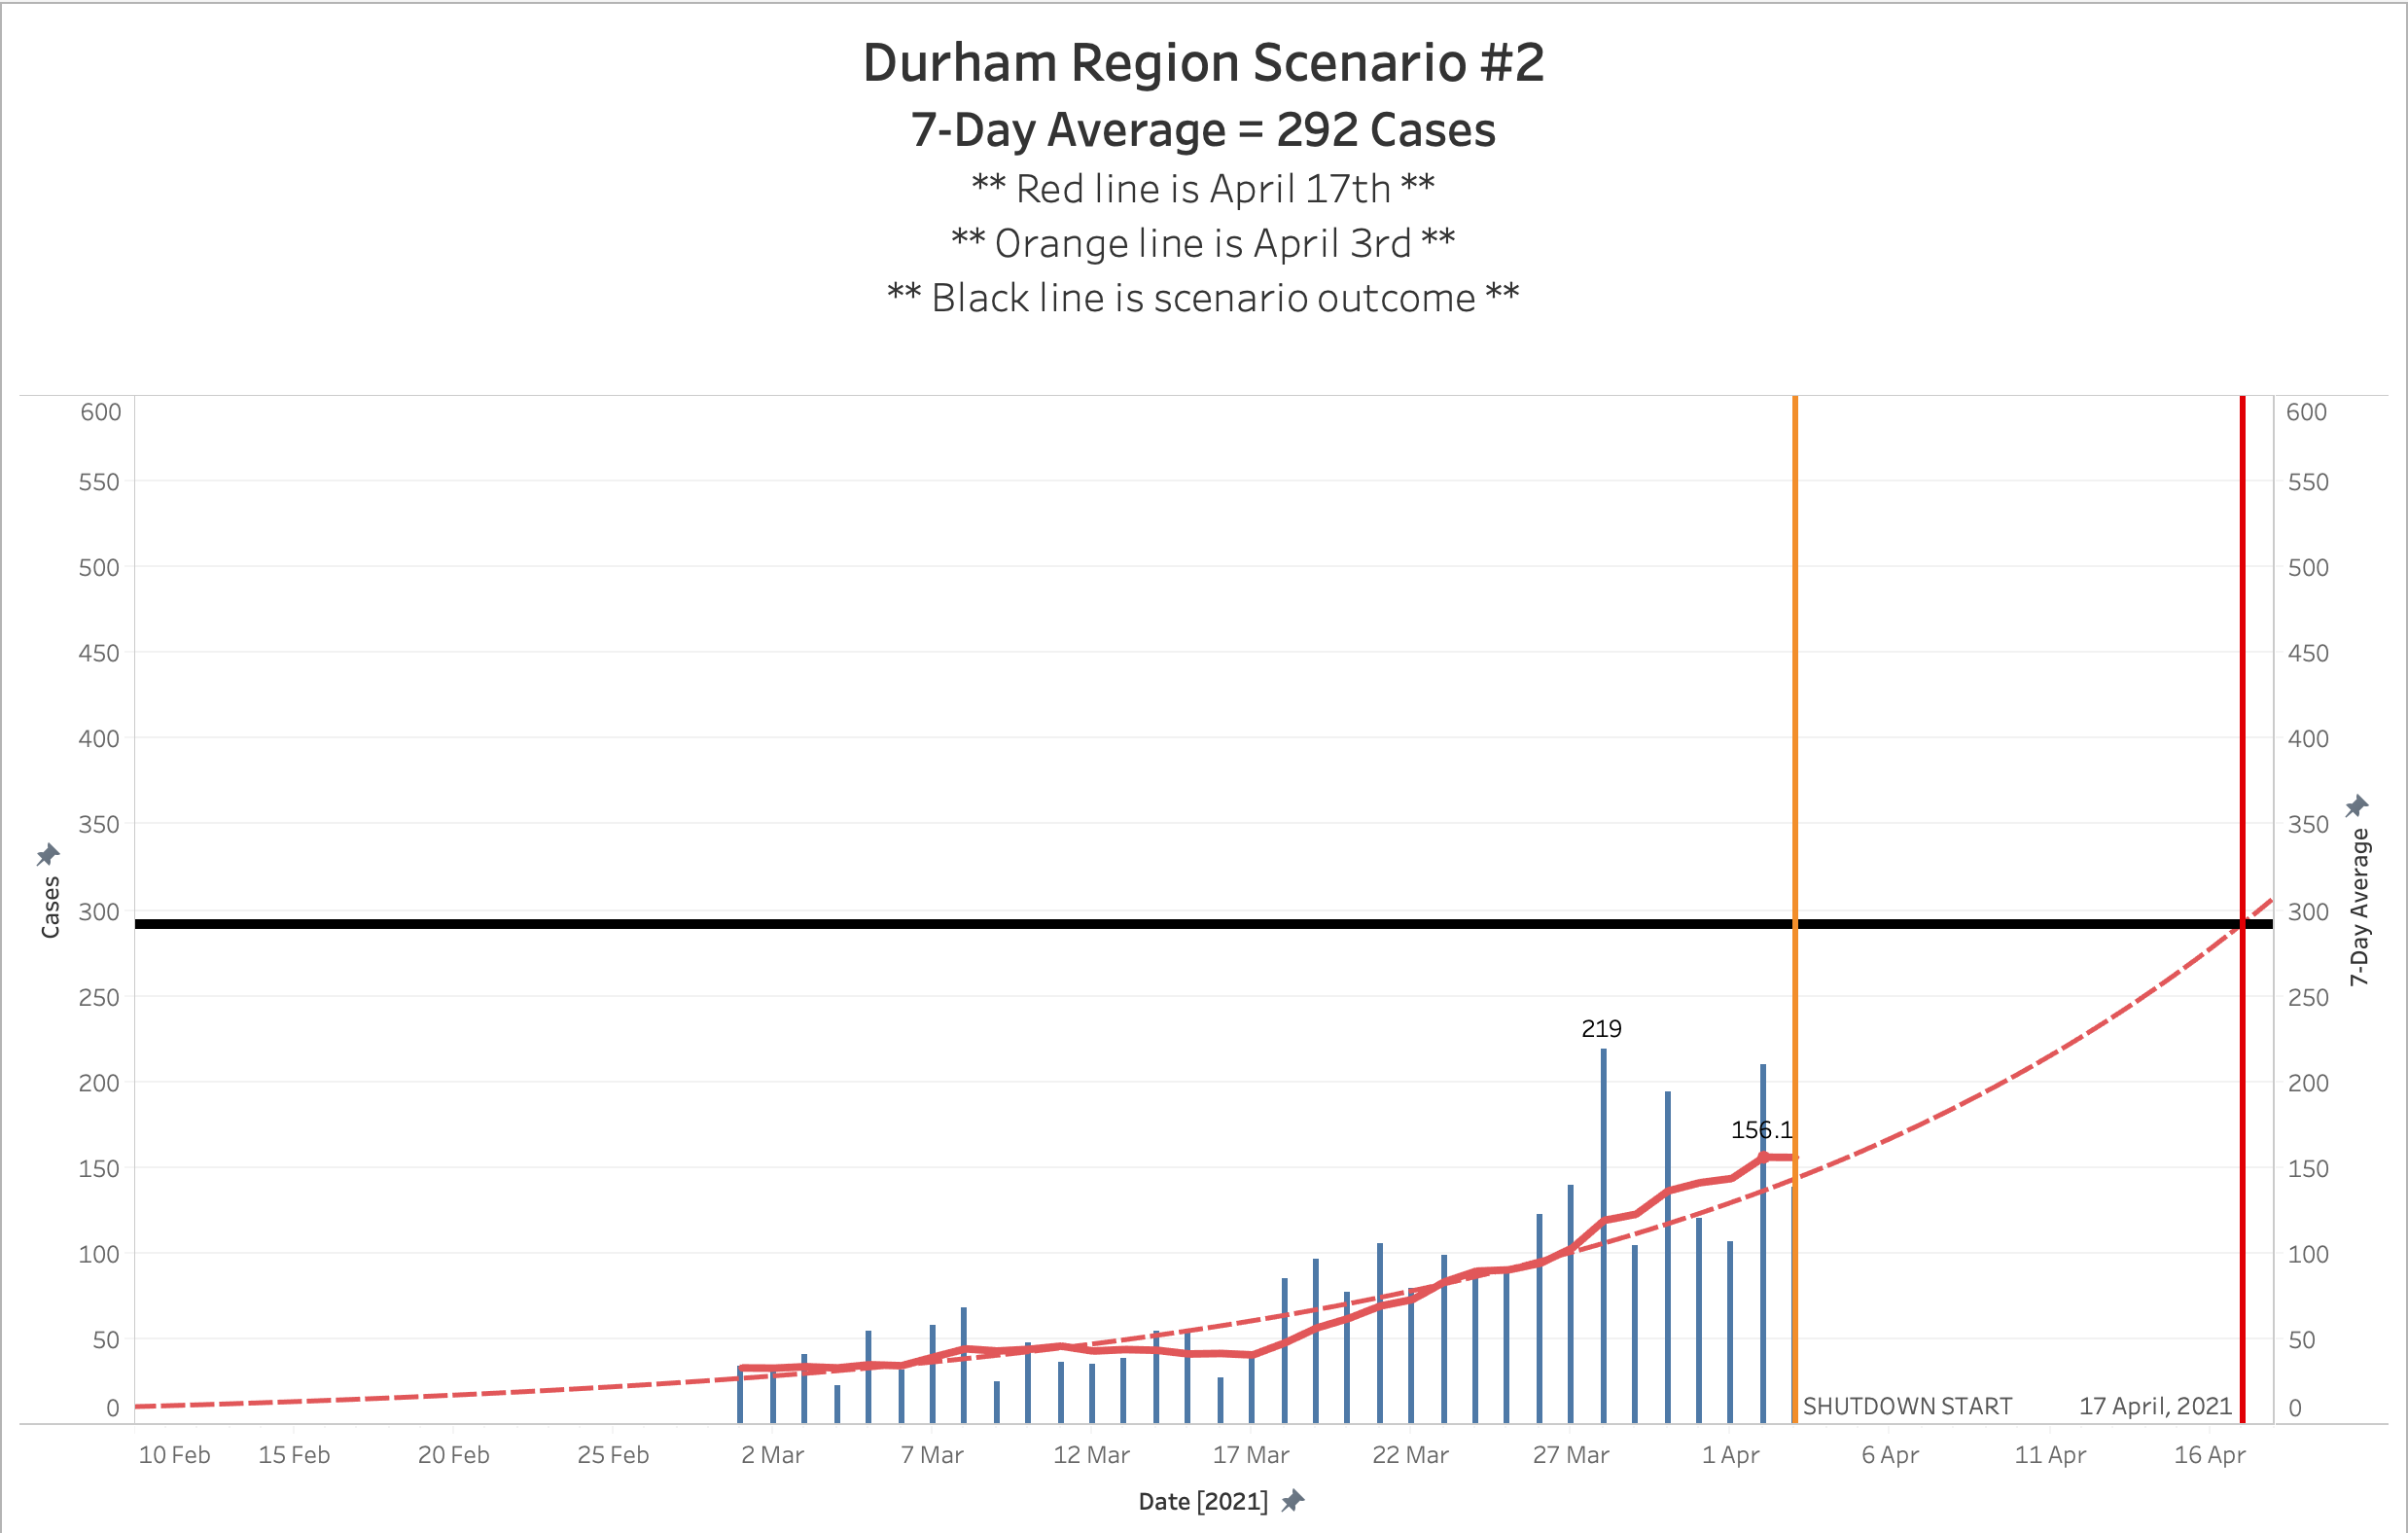 Durham Region Scenario #2
7-Day Average = 292 Cases
** Red line is April 17th **
** Orange line is April 3rd **
** Black line is scenario outcome **
600
550
500
450
400
350
300
250
200
150
100
50
0
Cases
600
550
500
450
400
350
300
250
200
150
100
50
0
7-Day Average
219
156.1
SHUTDOWN START
17 April, 2021
10 Feb
15 Feb
20 Feb
25 Feb
2 Mar
7 Mar
12 Mar
17 Mar
22 Mar
27 Mar
1 Apr
6 Apr
11 Apr
16 Apr
Date [2021]